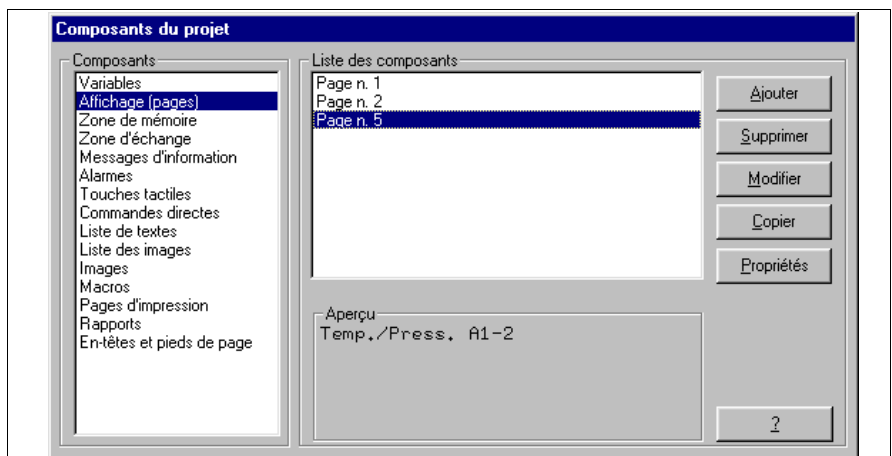 Composants du projet
Composants
Variables
Affichage (pages)
Zone de mémoire
Zone d'échange
Messages d'information
Alarmes
Touches tactiles
Commandes directes
Liste de textes
Liste des images
Images
Macros
Pages d'impression
Rapports
En-têtes et pieds de page
Liste des composants
Page n. 1
Page n. 2
Page n. 5
Ajouter
Supprimer
Modifier
Copier
Propriétés
Aperçu
Temp./Press. A1-2
?